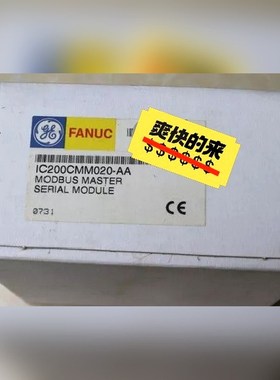 GE
FANUC
爽快的来
$$$$$$
IC200CMM020-AA
MODBUS MASTER
SERIAL MODULE
0731
CE